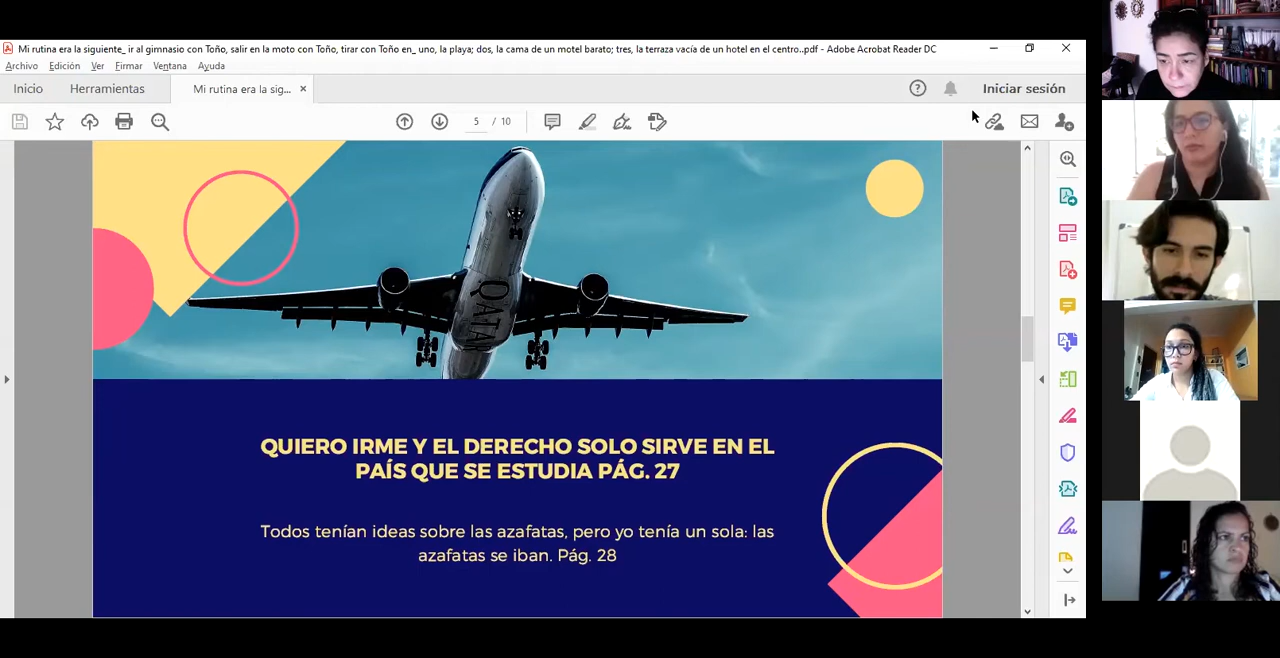 Mi rutina era la siguiente_ ir al gimnasio con Toño, salir en la moto con Toño, tirar con Toño en_ uno, la playa; dos, la cama de un motel barato; tres, la terraza vacía de un hotel en el centro..pdf - Adobe Acrobat Reader DC
Archivo Edición Ver Firmar Ventana Ayuda
Inicio Herramientas Mi rutina era la sig... Iniciar sesión
5 / 10
QATAR
QUIERO IRME Y EL DERECHO SOLO SIRVE EN EL
PAÍS QUE SE ESTUDIA PÁG. 27
Todos tenían ideas sobre las azafatas, pero yo tenía un sola: las
azafatas se iban. Pág. 28